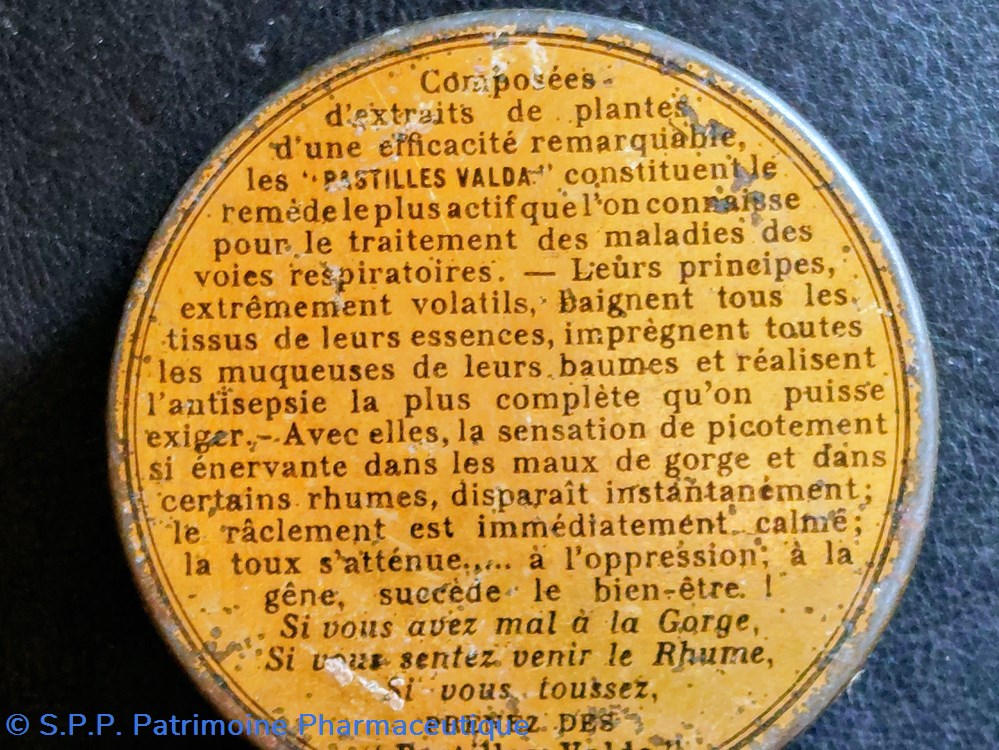 Composées
d'extraits de plantes
d'une efficacité remarquable,
les "PASTILLES VALDA" constituent le
remède le plus actif que l'on connaisse
pour le traitement des maladies des
voies respiratoires. — Leurs principes,
extrêmement volatils, baignent tous les
tissus de leurs essences, imprègnent toutes
les muqueuses de leurs baumes et réalisent
l'antisepsie la plus complète qu'on puisse
exiger. - Avec elles, la sensation de picotement
si énervante dans les maux de gorge et dans
certains rhumes, disparaît instantanément;
le râclement est immédiatement calmé;
la toux s'atténue..... à l'oppression, à la
gêne, succède le bien-être. !
Si vous avez mal à la Gorge,
Si vous sentez venir le Rhume,
Si vous toussez,
DES
"Pastilles Valda"
© S.P.P. Patrimoine Pharmaceutique